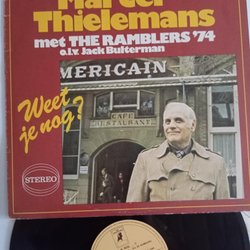 Marcel
Thielemans
met THE RAMBLERS '74
o.l.v. Jack Bulterman
MERICAIN
CAFE
RESTAURANT
Weet
je nog?
STEREO